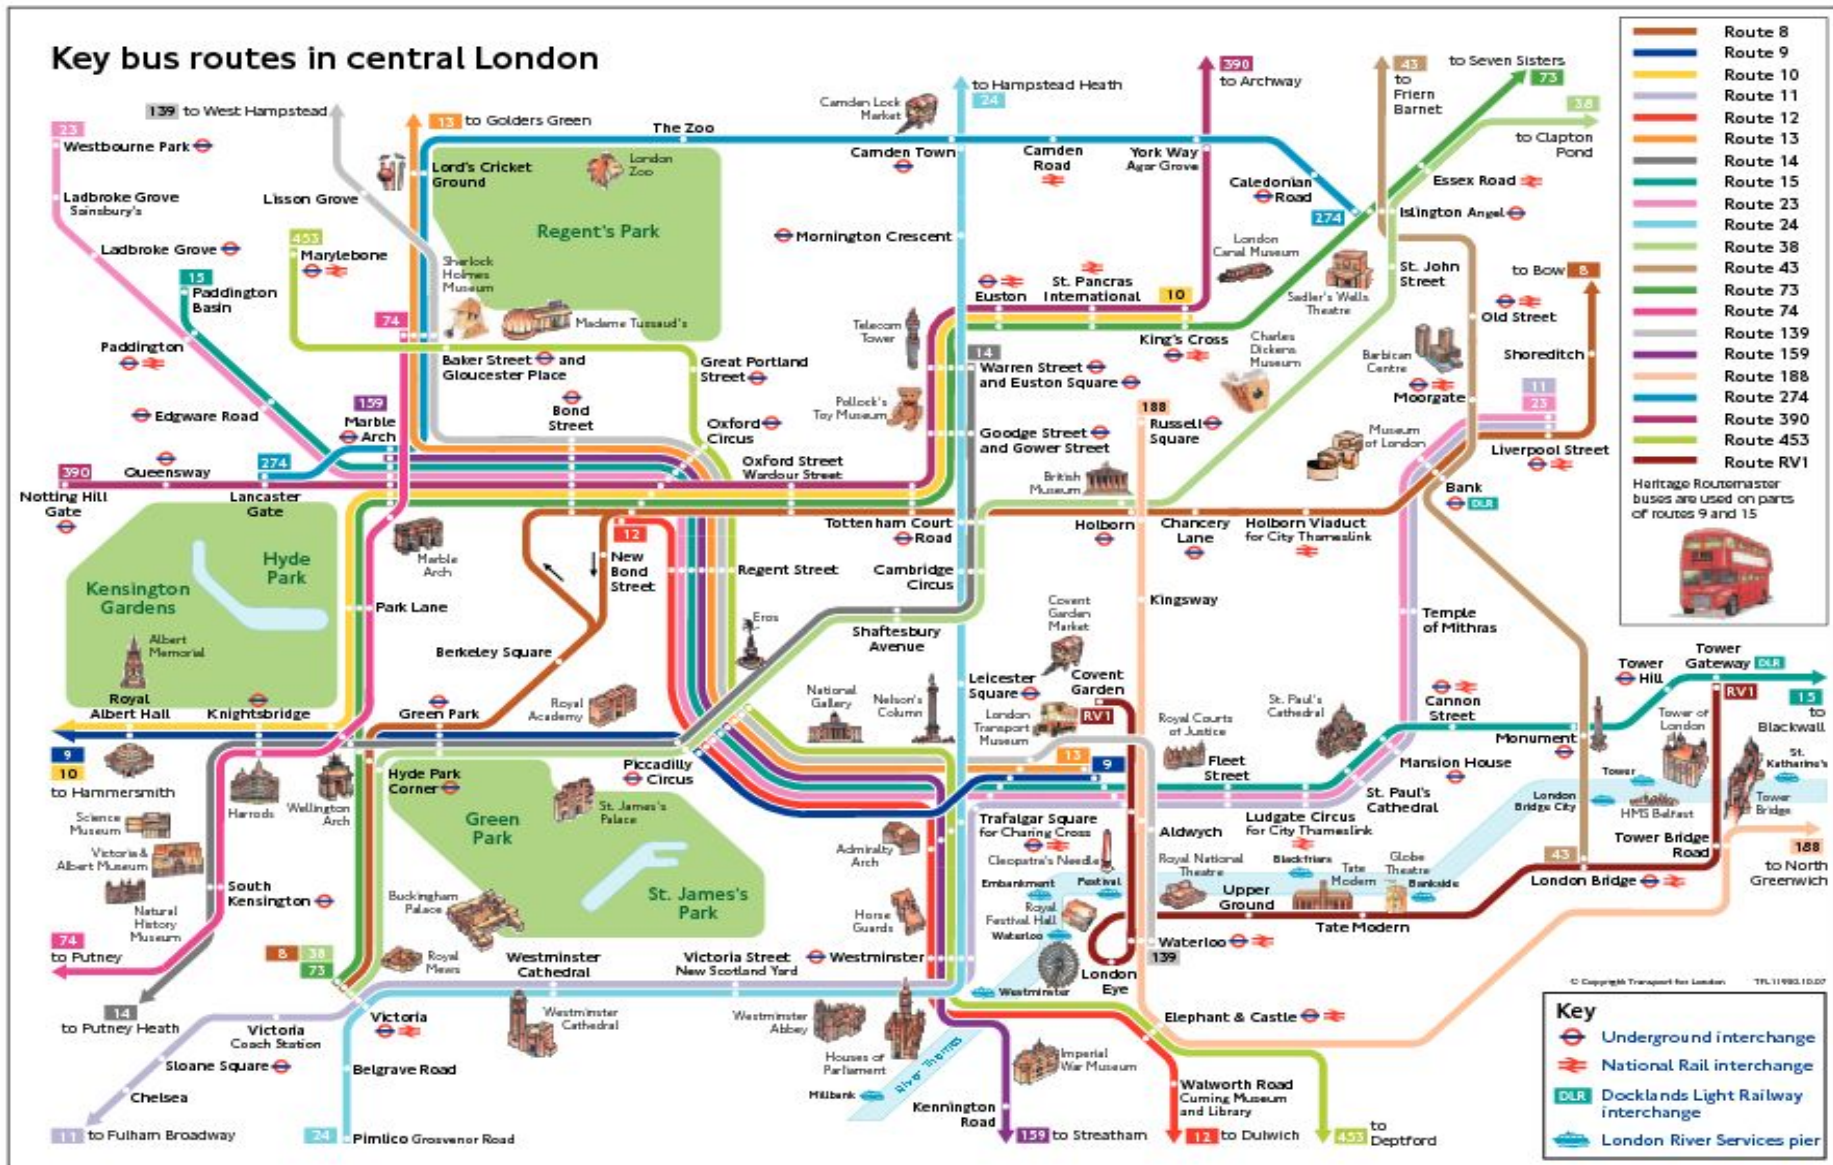 Key bus routes in central London
Route 8
Route 9
Route 10
Route 11
Route 12
Route 13
Route 14
Route 15
Route 23
Route 24
Route 38
Route 43
Route 73
Route 74
Route 139
Route 159
Route 188
Route 274
Route 390
Route 453
Route RV1
Heritage Routemaster
buses are used on parts
of routes 9 and 15
139 to West Hampstead
13 to Golders Green
The Zoo
Camden Lock
Market
to Hampstead Heath
24
390
to Archway
43
to
Friern
Barnet
to Seven Sisters
73
38
to Clapton
Pond
23
Westbourne Park
Ladbroke Grove
Sainsbury's
Ladbroke Grove
15
Paddington
Basin
Paddington
Edgware Road
Lisson Grove
453
Marylebone
Lord's Cricket
Ground
London
Zoo
Regent's Park
Sherlock
Holmes
Museum
74
Madame Tussaud's
Baker Street and
Gloucester Place
Great Portland
Street
Camden Town
Camden
Road
York Way
Agar Grove
Caledonian
Road
274
Essex Road
Islington Angel
Mornington Crescent
London
Canal Museum
Sadler's Wells
Theatre
St. John
Street
to Bow 8
Euston
St. Pancras
International
10
King's Cross
Old Street
Shoreditch
Telecom
Tower
14
Warren Street
and Euston Square
Charles
Dickens
Museum
Barbican
Centre
Moorgate
11
23
Pollock's
Toy Museum
Goodge Street
and Gower Street
188
Russell
Square
Museum
of London
Liverpool Street
159
Marble
Arch
Bond
Street
Oxford
Circus
Oxford Street
Wardour Street
British
Museum
Bank
DLR
390
Queensway
274
Notting Hill
Gate
Lancaster
Gate
Hyde
Park
Kensington
Gardens
Marble
Arch
12
New
Bond
Street
Tottenham Court
Road
Holborn
Chancery
Lane
Holborn Viaduct
for City Thameslink
Regent Street
Cambridge
Circus
Park Lane
Albert
Memorial
Eros
Shaftesbury
Avenue
Covent
Garden
Market
Kingsway
Temple
of Mithras
Berkeley Square
Royal
Albert Hall
Knightsbridge
Green Park
Royal
Academy
National
Gallery
Nelson's
Column
Leicester
Square
Covent
Garden
RV1
London
Transport
Museum
Royal Courts
of Justice
St. Paul's
Cathedral
Cannon
Street
Tower
Hill
Tower
Gateway DLR
RV1
15
to
Blackwall
9
10
to Hammersmith
Harrods
Wellington
Arch
Hyde Park
Corner
Piccadilly
Circus
13
9
Fleet
Street
Mansion House
Monument
Tower of
London
St.
Katharine's
Tower
London
Bridge City
HMS Belfast
Tower
Bridge
Science
Museum
Victoria &
Albert Museum
Natural
History
Museum
South
Kensington
Green
Park
St. James's
Palace
St. James's
Park
Admiralty
Arch
Trafalgar Square
for Charing Cross
Cleopatra's Needle
Aldwych
Ludgate Circus
for City Thameslink
St. Paul's
Cathedral
43
London Bridge
Tower Bridge
Road
188
to North
Greenwich
Royal National
Theatre
Blackfriars
Tate
Modern
Globe
Theatre
Bankside
Embankment
Festival
Royal
Festival Hall
Waterloo
Upper
Ground
Tate Modern
Waterloo
139
London
Eye
Buckingham
Palace
Horse
Guards
74
to Putney
14
to Putney Heath
8 38
73
Royal
Mews
Westminster
Cathedral
Victoria Street
New Scotland Yard
Westminster
Westminster
Victoria
Coach Station
Victoria
Westminster
Cathedral
Westminster
Abbey
Houses of
Parliament
River Thames
Millbank
Imperial
War Museum
Elephant & Castle
Sloane Square
Chelsea
Belgrave Road
11 to Fulham Broadway
24
Pimlico Grosvenor Road
Kennington
Road
159 to Streatham
Walworth Road
Cuming Museum
and Library
12 to Dulwich
453
to
Deptford
© Copyright Transport for London
TFL11980.10.07
Key
Underground interchange
National Rail interchange
DLR Docklands Light Railway
interchange
London River Services pier